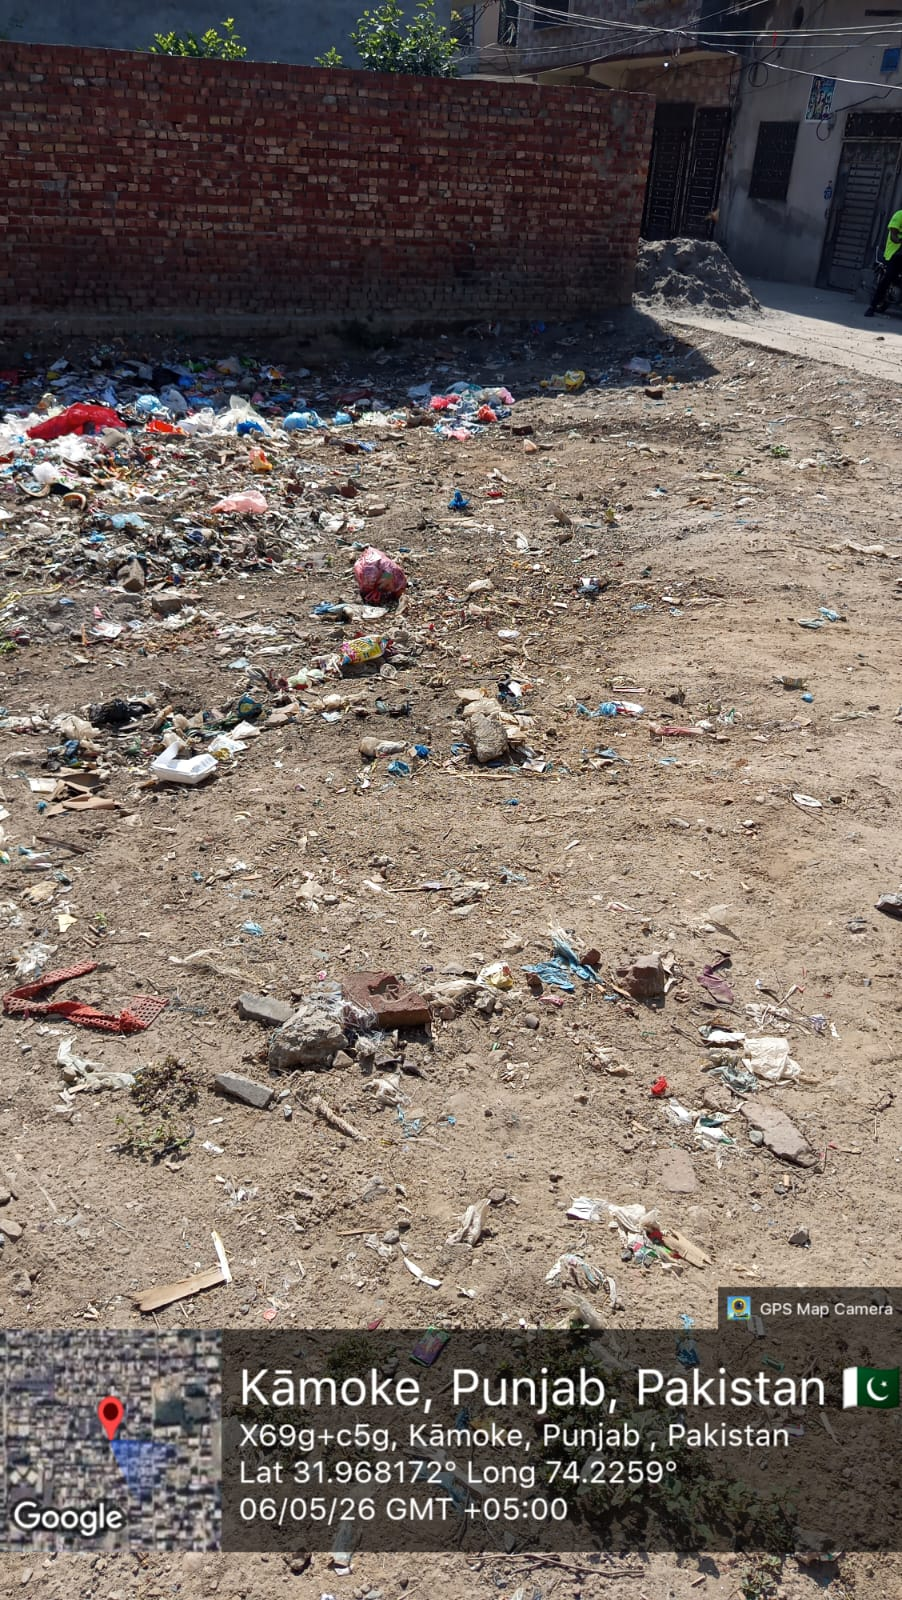 GPS Map Camera
Kāmoke, Punjab, Pakistan
X69g+c5g, Kāmoke, Punjab , Pakistan
Lat 31.968172° Long 74.2259°
06/05/26 GMT +05:00
Google